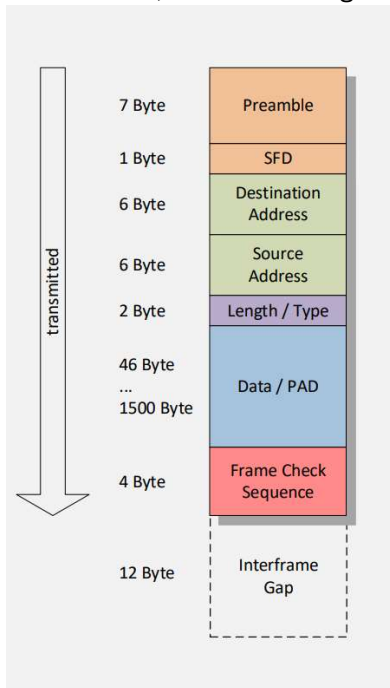 7 Byte Preamble
1 Byte SFD
6 Byte Destination
Address
6 Byte Source
Address
2 Byte Length / Type
46 Byte
...
1500 Byte
Data / PAD
4 Byte Frame Check
Sequence
12 Byte Interframe
Gap
transmitted